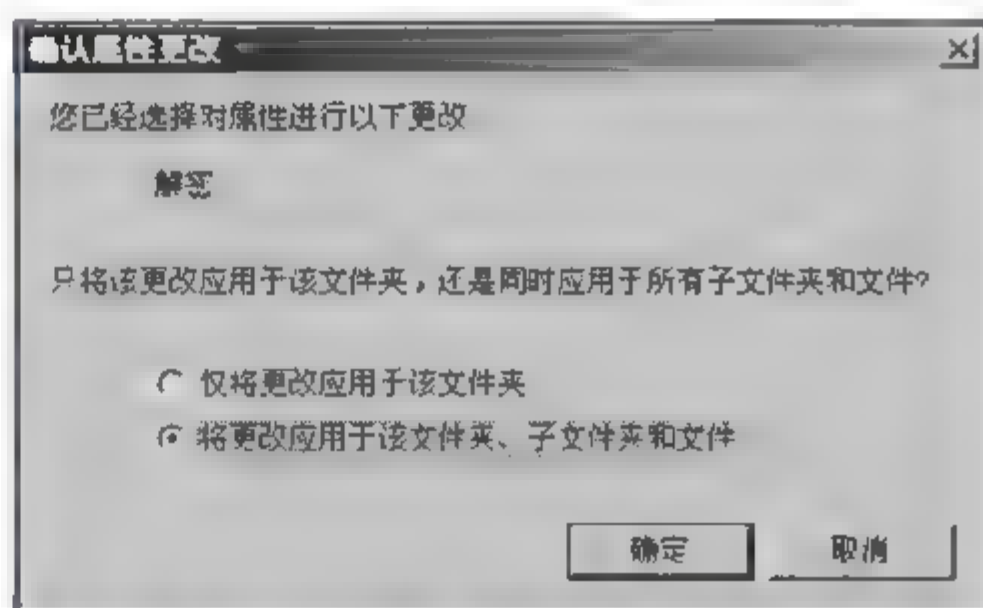 确认属性更改
您已经选择对属性进行以下更改
解密
只将该更改应用于该文件夹，还是同时应用于所有子文件夹和文件?
仅将更改应用于该文件夹
将更改应用于该文件夹、子文件夹和文件
确定 取消